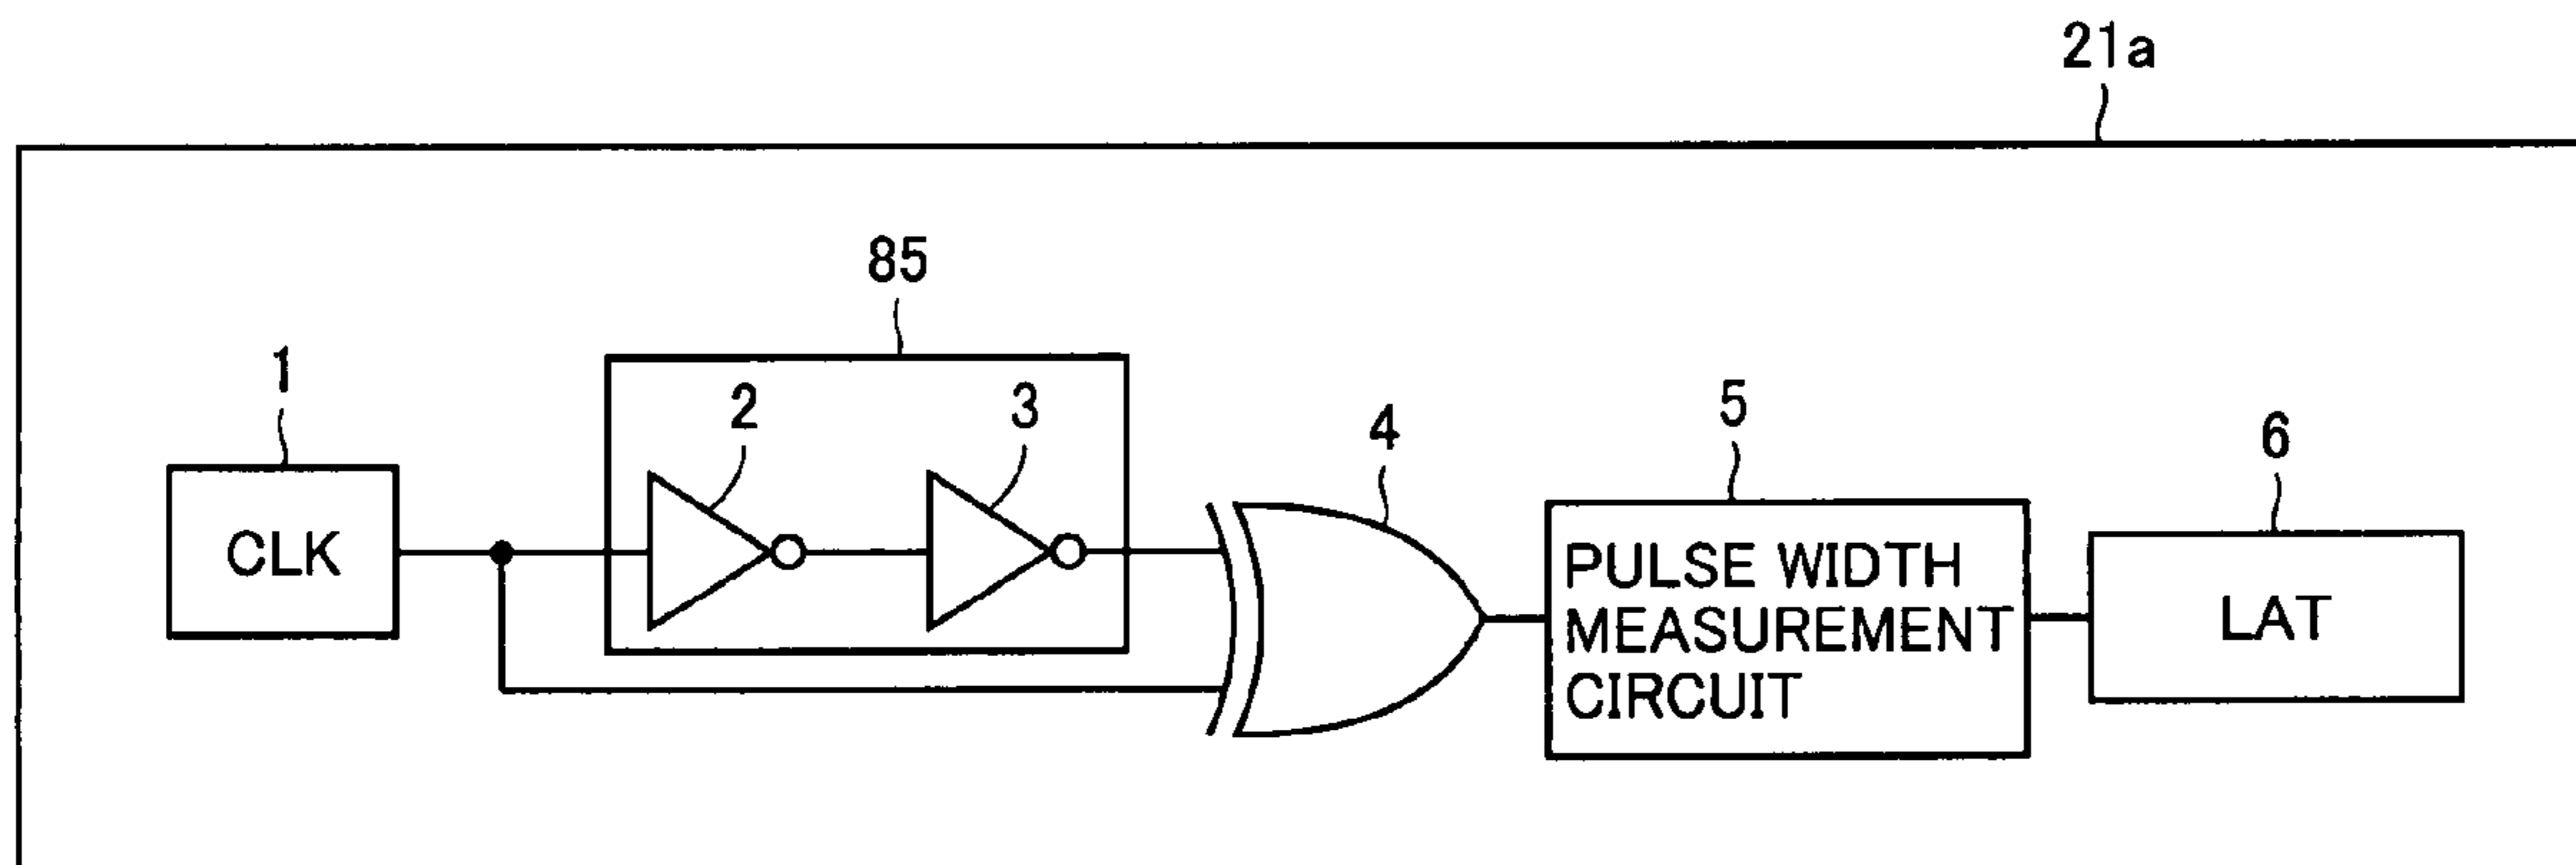 21a
85
1
2
3
4
5
6
CLK
PULSE WIDTH
MEASUREMENT
CIRCUIT
LAT